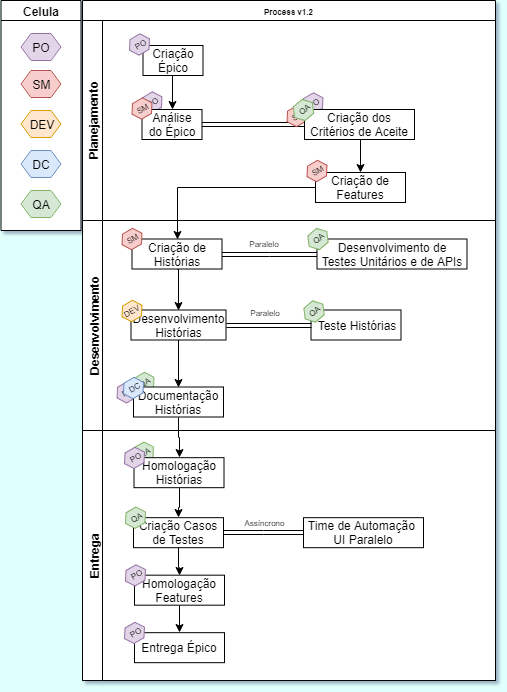 Celula
PO
SM
DEV
DC
QA
Process v1.2
Planejamento
PO
Criação
Épico
SM
PO
Análise
do Épico
QA
PO
Criação dos
Critérios de Aceite
SM
Criação de
Features
Desenvolvimento
SM
Criação de
Histórias
Paralelo
QA
Desenvolvimento de
Testes Unitários e de APIs
DEV
Desenvolvimento
Histórias
Paralelo
QA
Teste Histórias
DC
QA
Documentação
Histórias
Entrega
PO
QA
Homologação
Histórias
QA
Criação Casos
de Testes
Assíncrono
Time de Automação
UI Paralelo
PO
Homologação
Features
PO
Entrega Épico